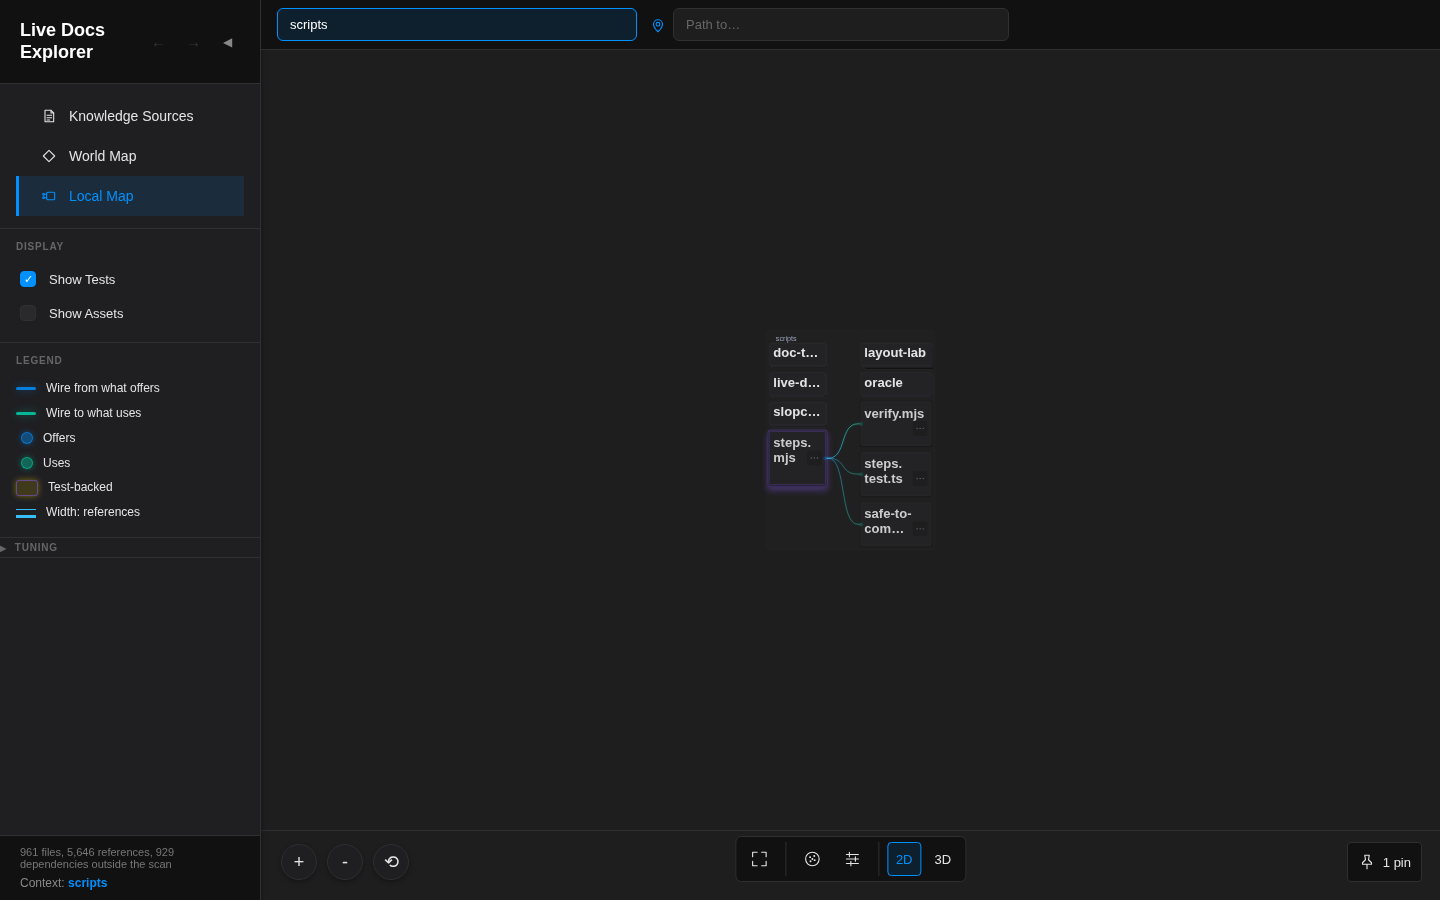 Live Docs
Explorer
← → ◀
scripts
Path to…
Knowledge Sources
World Map
Local Map
DISPLAY
✓ Show Tests
Show Assets
LEGEND
Wire from what offers
Wire to what uses
Offers
Uses
Test-backed
Width: references
▶ TUNING
scripts
doc-t…
live-d…
slopc…
steps.
mjs ···
layout-lab
oracle
verify.mjs
···
steps.
test.ts ···
safe-to-
com… ···
961 files, 5,646 references, 929
dependencies outside the scan
Context: scripts
+ - ⟲
2D 3D
1 pin